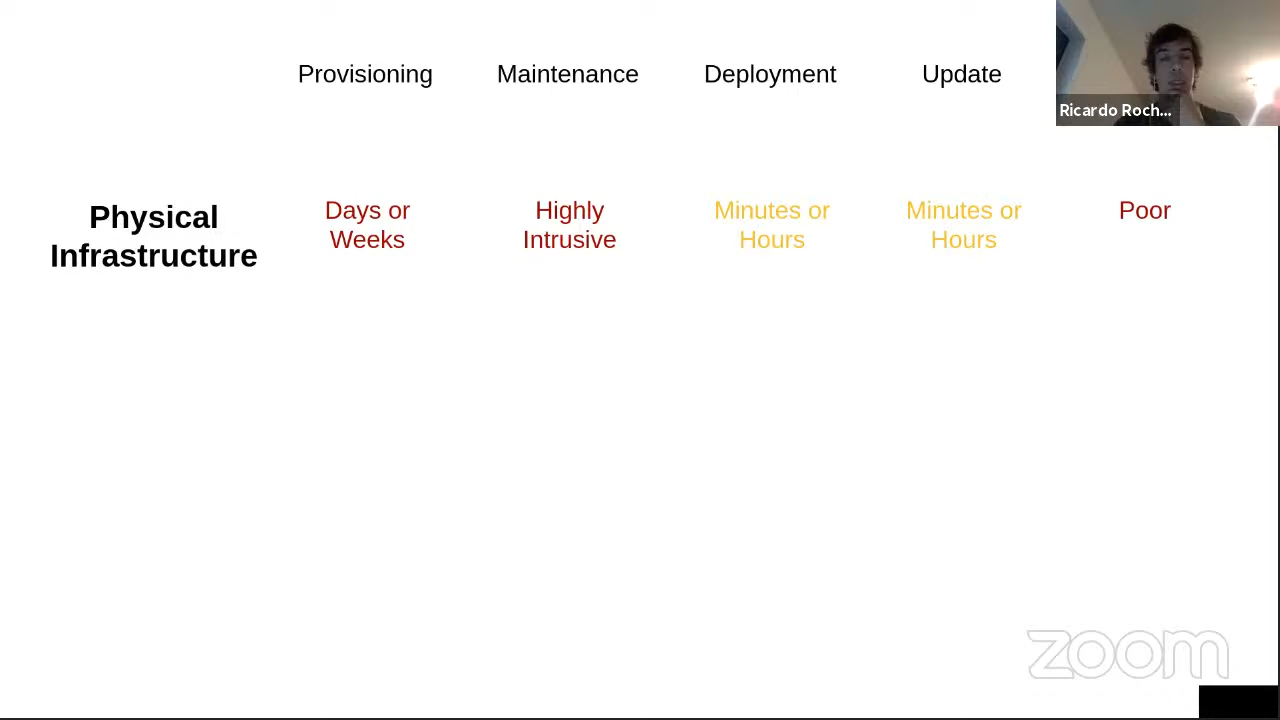 Provisioning Maintenance Deployment Update
Ricardo Roch...
Physical Infrastructure
Days or Weeks
Highly Intrusive
Minutes or Hours
Minutes or Hours
Poor
zoom